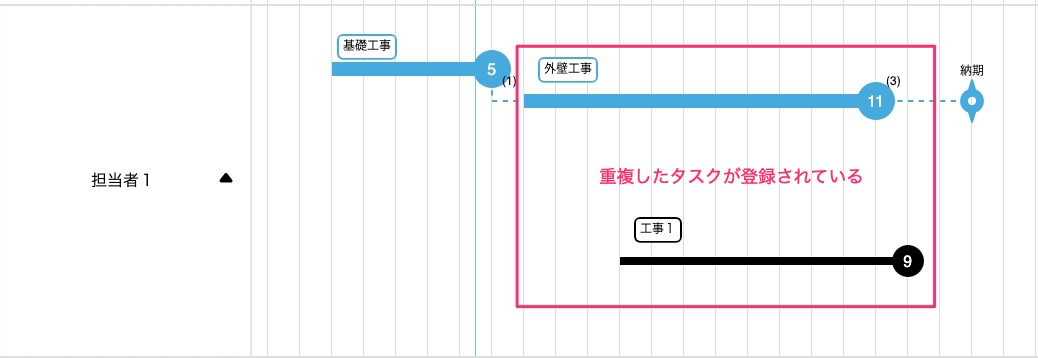 基礎工事
5
(1)
外壁工事
11
(3)
納期
担当者1
重複したタスクが登録されている
工事1
9